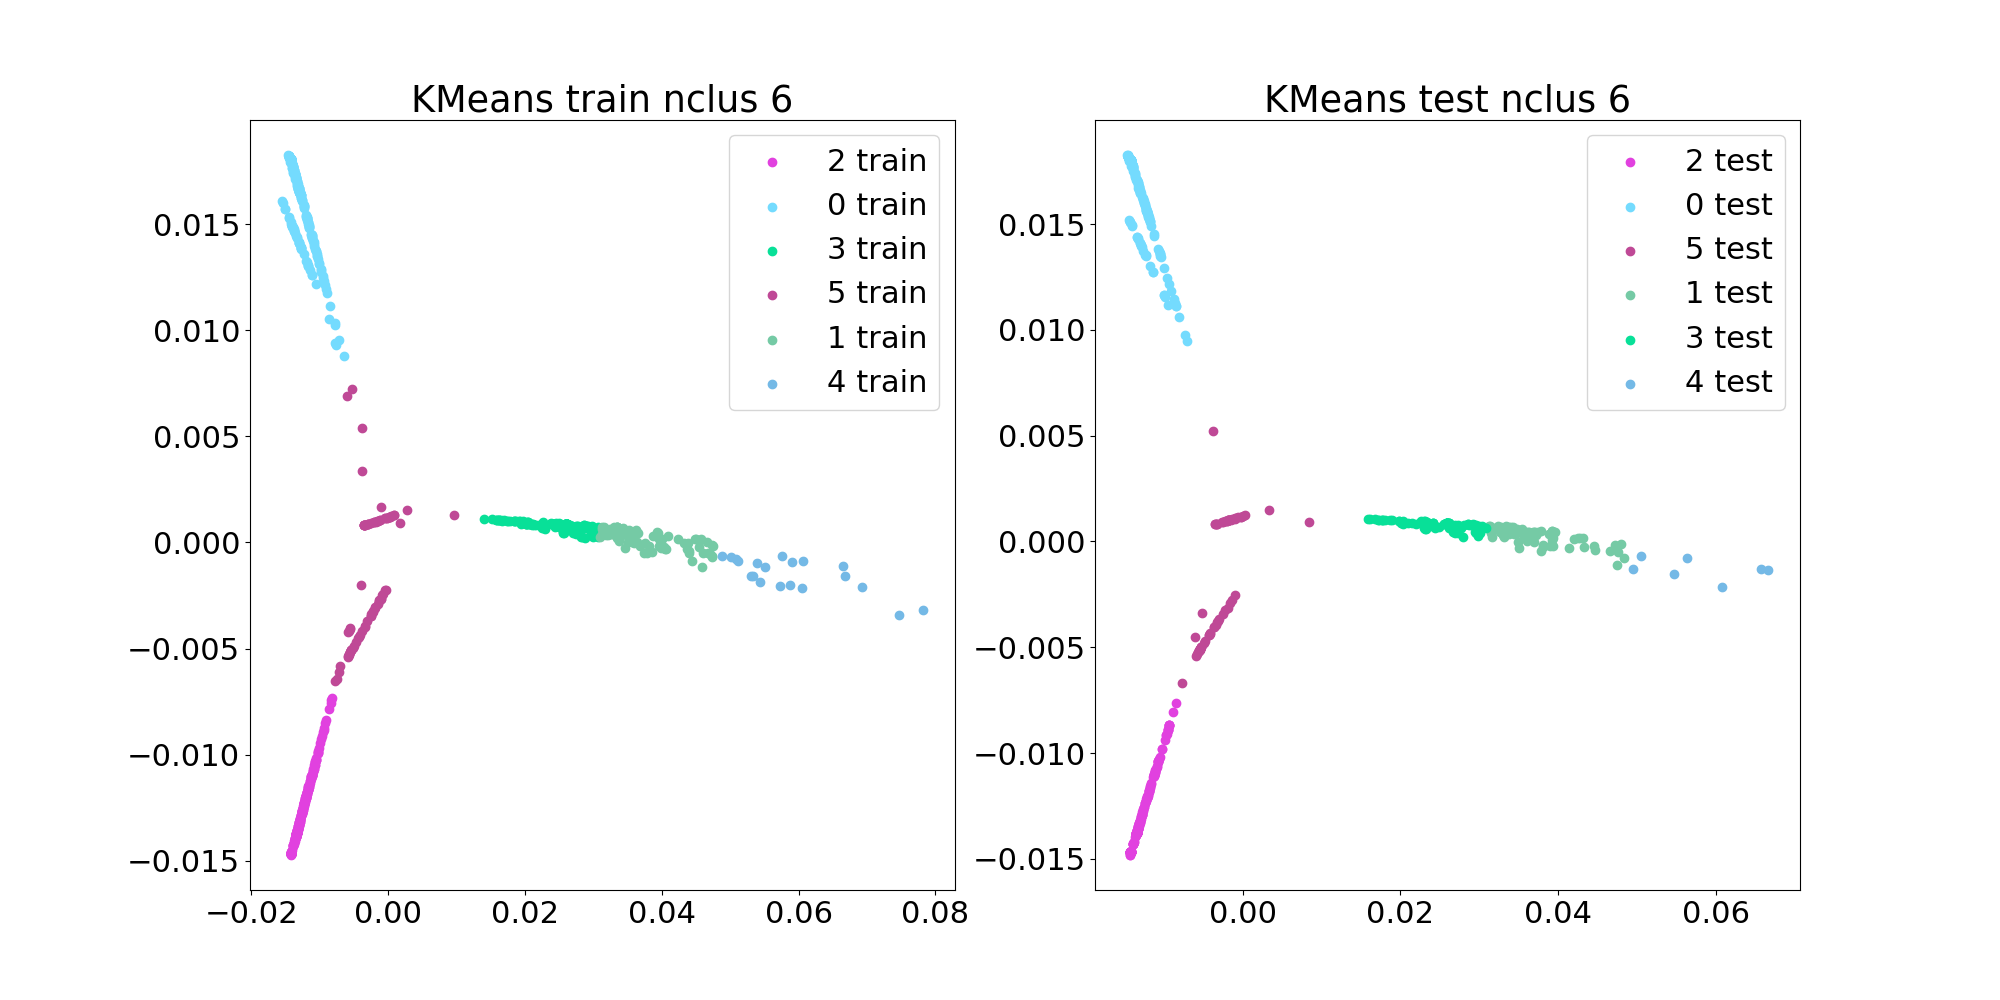 KMeans train nclus 6
2 train
0 train
3 train
5 train
1 train
4 train
0.015
0.010
0.005
0.000
−0.005
−0.010
−0.015
−0.02 0.00 0.02 0.04 0.06 0.08
KMeans test nclus 6
2 test
0 test
5 test
1 test
3 test
4 test
0.015
0.010
0.005
0.000
−0.005
−0.010
−0.015
0.00 0.02 0.04 0.06